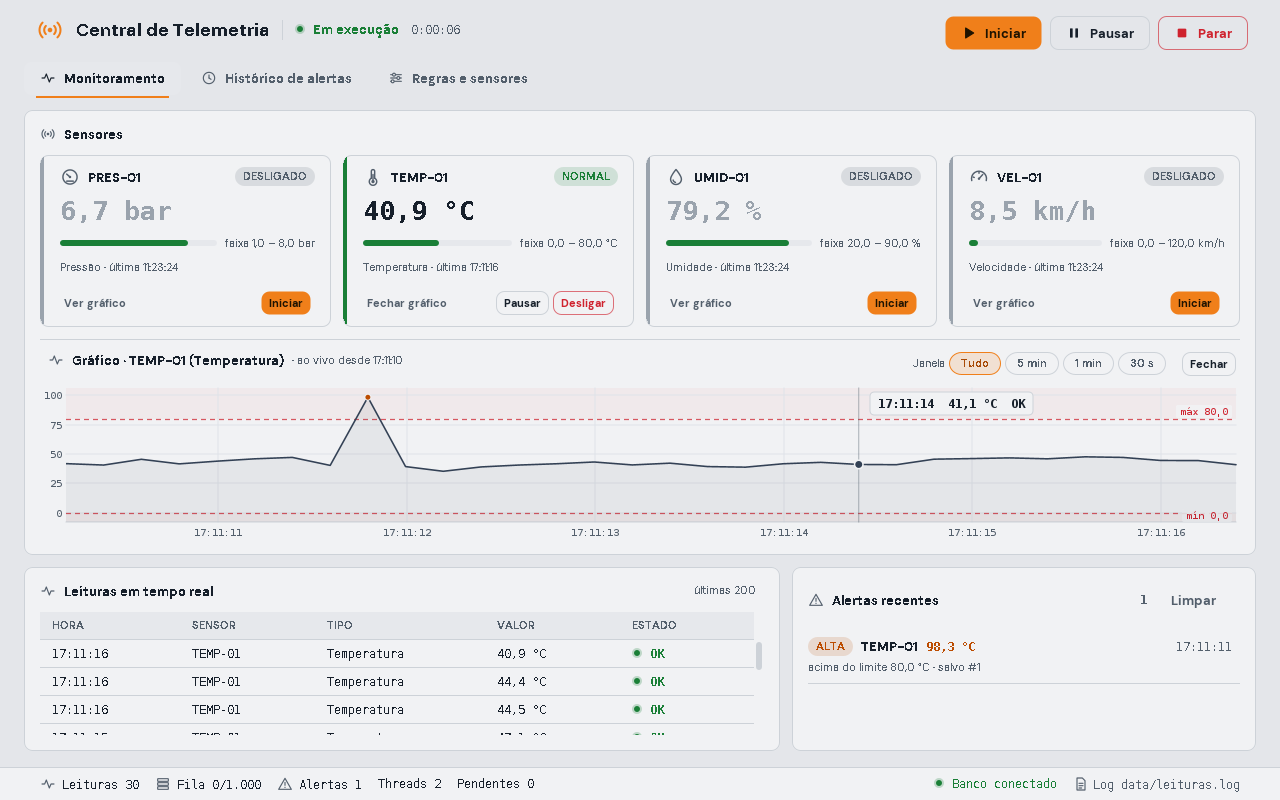 Central de Telemetria
Em execução 0:00:06
Iniciar Pausar Parar
Monitoramento Histórico de alertas Regras e sensores
Sensores
PRES-01 DESLIGADO
6,7 bar
faixa 1,0 – 8,0 bar
Pressão · última 11:23:24
Ver gráfico Iniciar
TEMP-01 NORMAL
40,9 °C
faixa 0,0 – 80,0 °C
Temperatura · última 17:11:16
Fechar gráfico Pausar Desligar
UMID-01 DESLIGADO
79,2 %
faixa 20,0 – 90,0 %
Umidade · última 11:23:24
Ver gráfico Iniciar
VEL-01 DESLIGADO
8,5 km/h
faixa 0,0 – 120,0 km/h
Velocidade · última 11:23:24
Ver gráfico Iniciar
Gráfico · TEMP-01 (Temperatura) · ao vivo desde 17:11:10
Janela Tudo 5 min 1 min 30 s Fechar
100
75
50
25
0
17:11:14 41,1 °C OK
máx 80,0
mín 0,0
17:11:11 17:11:12 17:11:13 17:11:14 17:11:15 17:11:16
Leituras em tempo real últimas 200
HORA SENSOR TIPO VALOR ESTADO
17:11:16 TEMP-01 Temperatura 40,9 °C OK
17:11:16 TEMP-01 Temperatura 44,4 °C OK
17:11:16 TEMP-01 Temperatura 44,5 °C OK
Alertas recentes 1 Limpar
ALTA TEMP-01 98,3 °C 17:11:11
acima do limite 80,0 °C · salvo #1
Leituras 30 Fila 0/1.000 Alertas 1 Threads 2 Pendentes 0
Banco conectado Log data/leituras.log